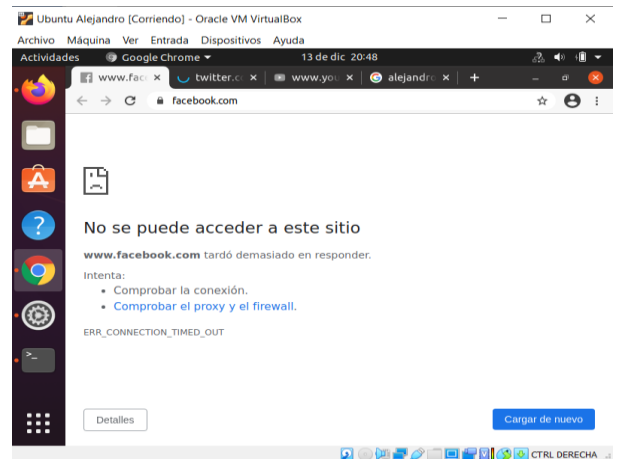 Ubuntu Alejandro [Corriendo] - Oracle VM VirtualBox
Archivo Máquina Ver Entrada Dispositivos Ayuda
Actividades Google Chrome 13 de dic 20:48
www.fac twitter.c www.you alejandro
facebook.com
No se puede acceder a este sitio
www.facebook.com tardó demasiado en responder.
Intenta:
• Comprobar la conexión.
• Comprobar el proxy y el firewall.
ERR_CONNECTION_TIMED_OUT
Detalles Cargar de nuevo
CTRL DERECHA